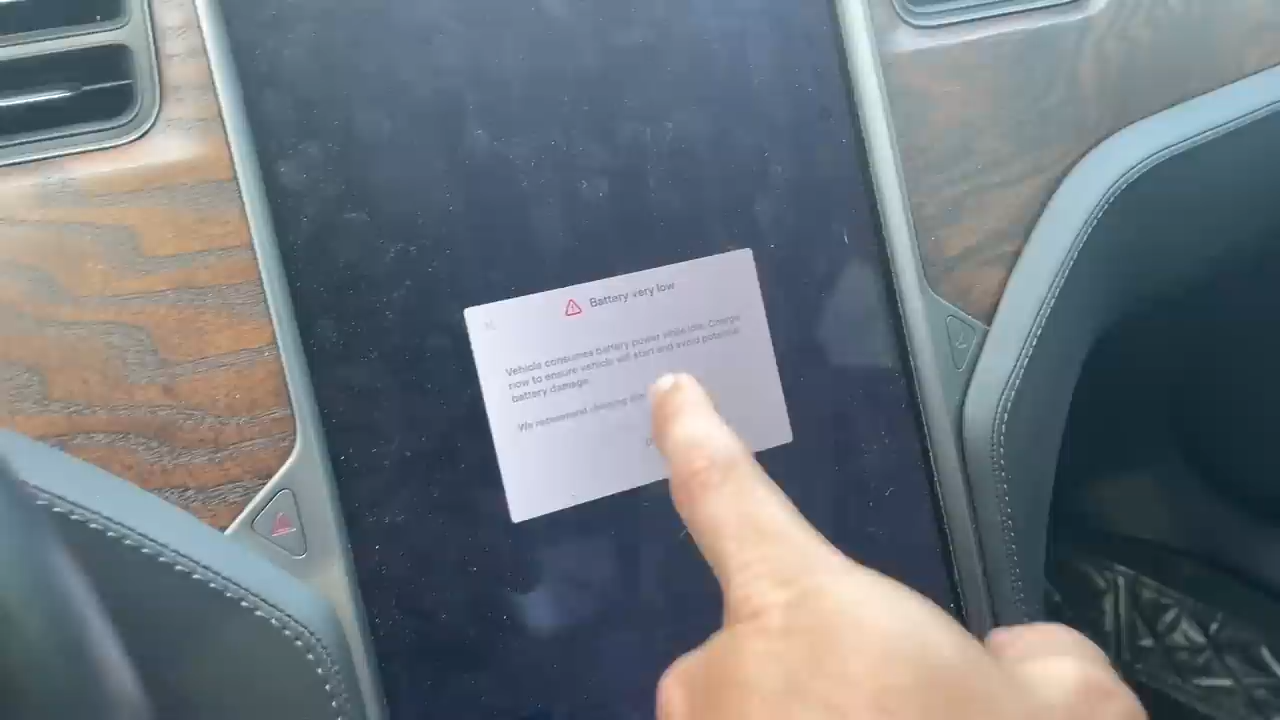 Battery very low
Vehicle consumes battery power while idle. Charge
now to ensure vehicle will start and avoid potential
battery damage.
We recommend charging